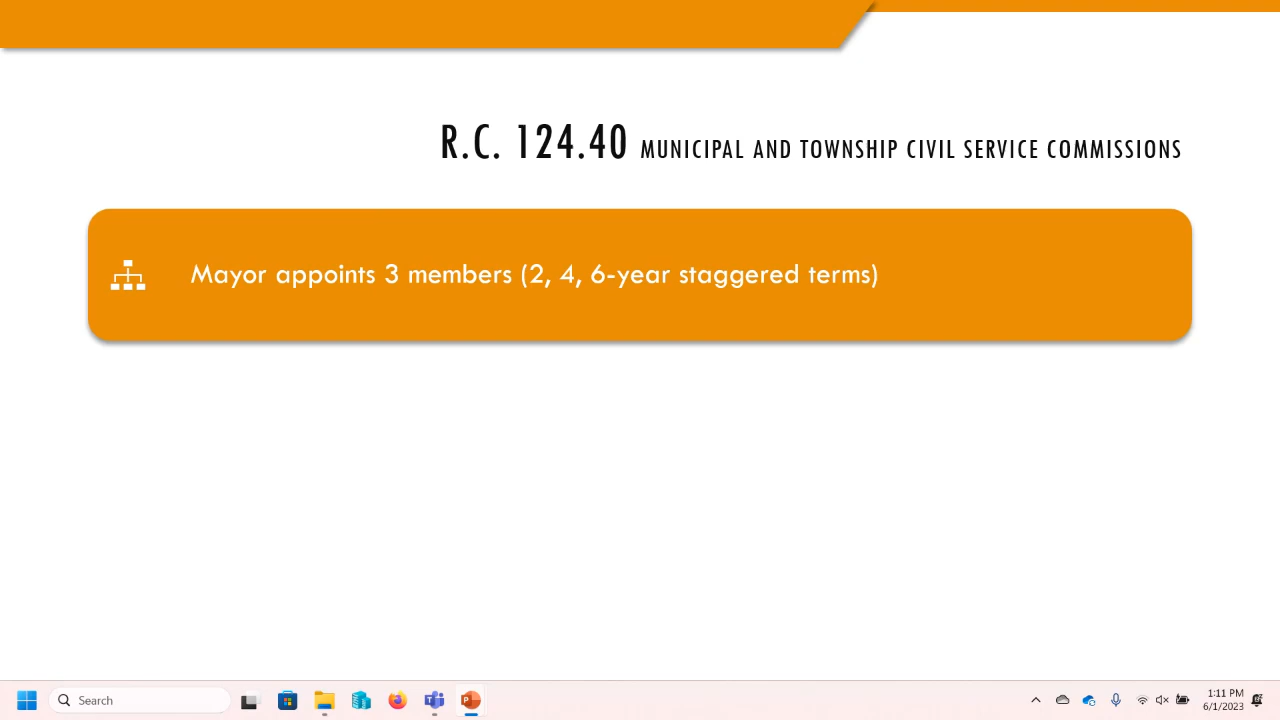 R.C. 124.40 MUNICIPAL AND TOWNSHIP CIVIL SERVICE COMMISSIONS
Mayor appoints 3 members (2, 4, 6-year staggered terms)
Search
1:11 PM
6/1/2023